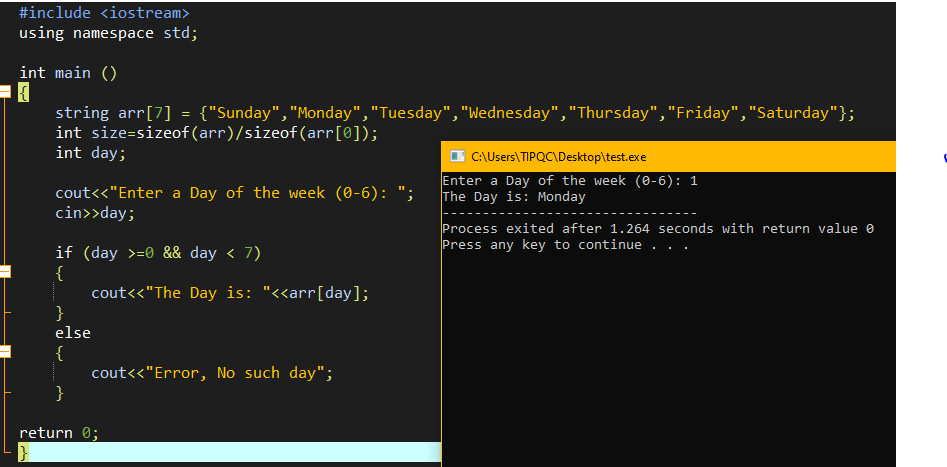 #include <iostream>
using namespace std;
int main ()
{
string arr[7] = {"Sunday","Monday","Tuesday","Wednesday","Thursday","Friday","Saturday"};
int size=sizeof(arr)/sizeof(arr[0]);
int day;
cout<<"Enter a Day of the week (0-6): ";
cin>>day;
if (day >=0 && day < 7)
{
cout<<"The Day is: "<<arr[day];
}
else
{
cout<<"Error, No such day";
}
return 0;
}
C:\Users\TIPQC\Desktop\test.exe
Enter a Day of the week (0-6): 1
The Day is: Monday
--------------------------------
Process exited after 1.264 seconds with return value 0
Press any key to continue . . .